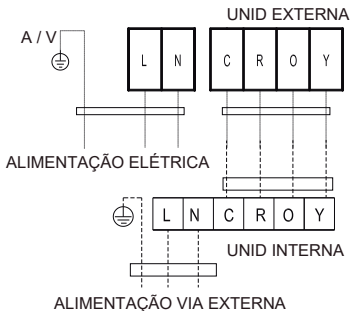 UNID EXTERNA
A / V
L N C R O Y
ALIMENTAÇÃO ELÉTRICA
L N C R O Y
UNID INTERNA
ALIMENTAÇÃO VIA EXTERNA